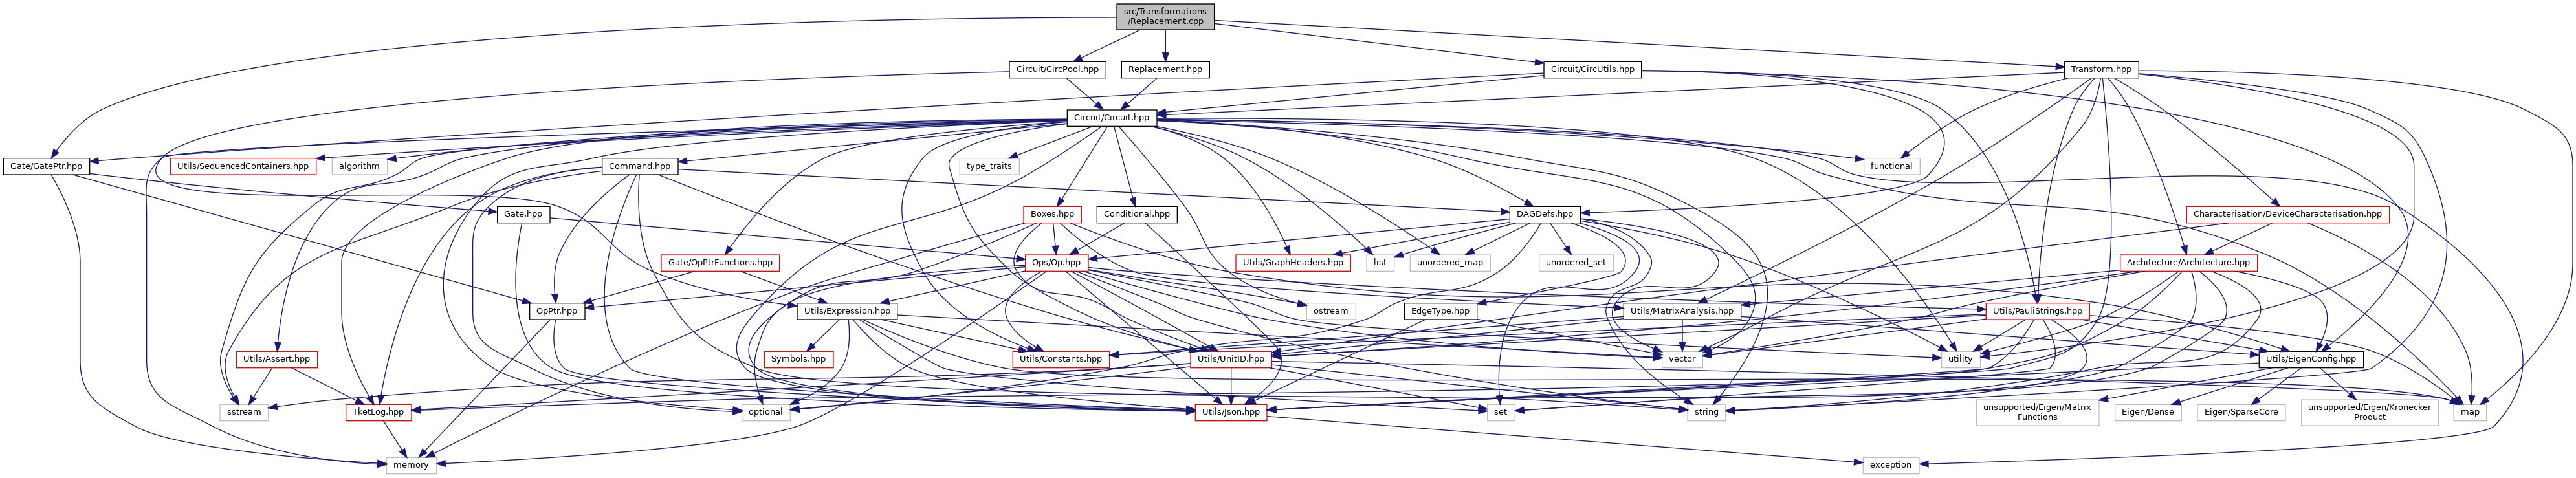 src/Transformations
/Replacement.cpp
Circuit/CircPool.hpp
Replacement.hpp
Circuit/CircUtils.hpp
Transform.hpp
Circuit/Circuit.hpp
Gate/GatePtr.hpp
Utils/SequencedContainers.hpp
algorithm
Command.hpp
type_traits
functional
Gate.hpp
Boxes.hpp
Conditional.hpp
DAGDefs.hpp
Characterisation/DeviceCharacterisation.hpp
Gate/OpPtrFunctions.hpp
Ops/Op.hpp
Utils/GraphHeaders.hpp
list
unordered_map
unordered_set
Architecture/Architecture.hpp
OpPtr.hpp
Utils/Expression.hpp
ostream
EdgeType.hpp
Utils/MatrixAnalysis.hpp
Utils/PauliStrings.hpp
Utils/Assert.hpp
Symbols.hpp
Utils/Constants.hpp
Utils/UnitID.hpp
vector
utility
Utils/EigenConfig.hpp
sstream
TketLog.hpp
optional
Utils/Json.hpp
set
string
unsupported/Eigen/Matrix
Functions
Eigen/Dense
Eigen/SparseCore
unsupported/Eigen/Kronecker
Product
map
memory
exception